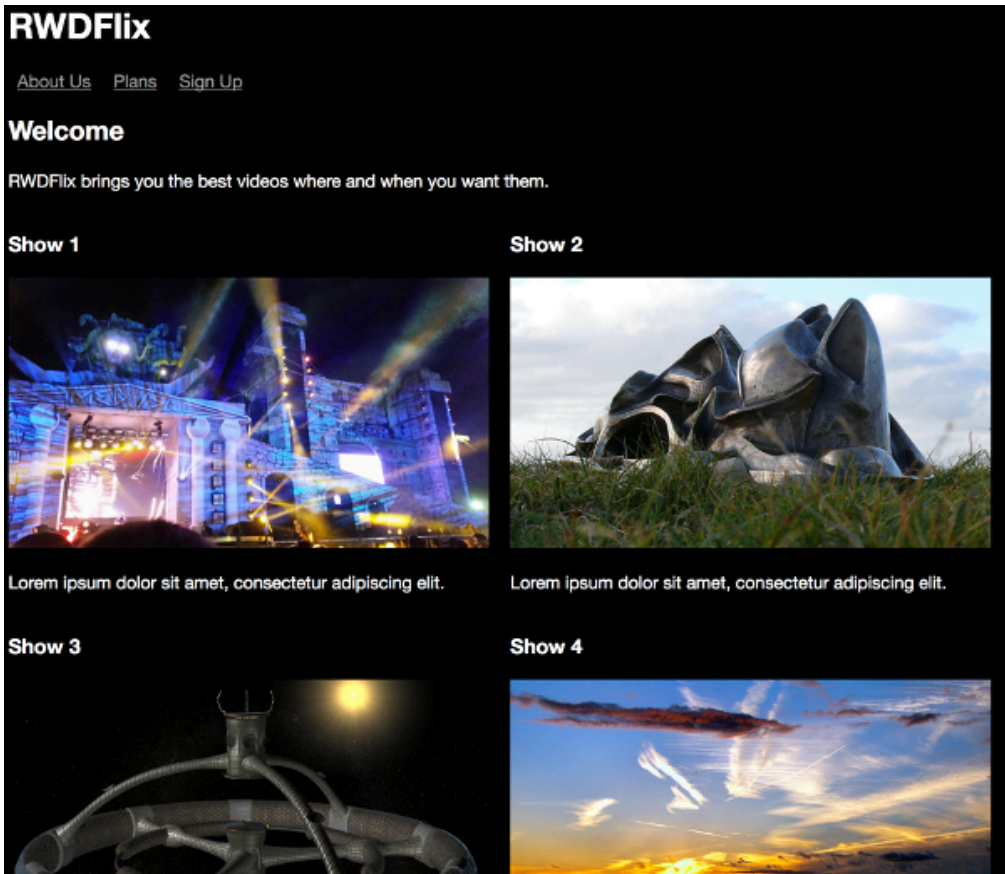 RWDFlix
About Us Plans Sign Up
Welcome
RWDFlix brings you the best videos where and when you want them.
Show 1
Show 2
Lorem ipsum dolor sit amet, consectetur adipiscing elit.
Lorem ipsum dolor sit amet, consectetur adipiscing elit.
Show 3
Show 4